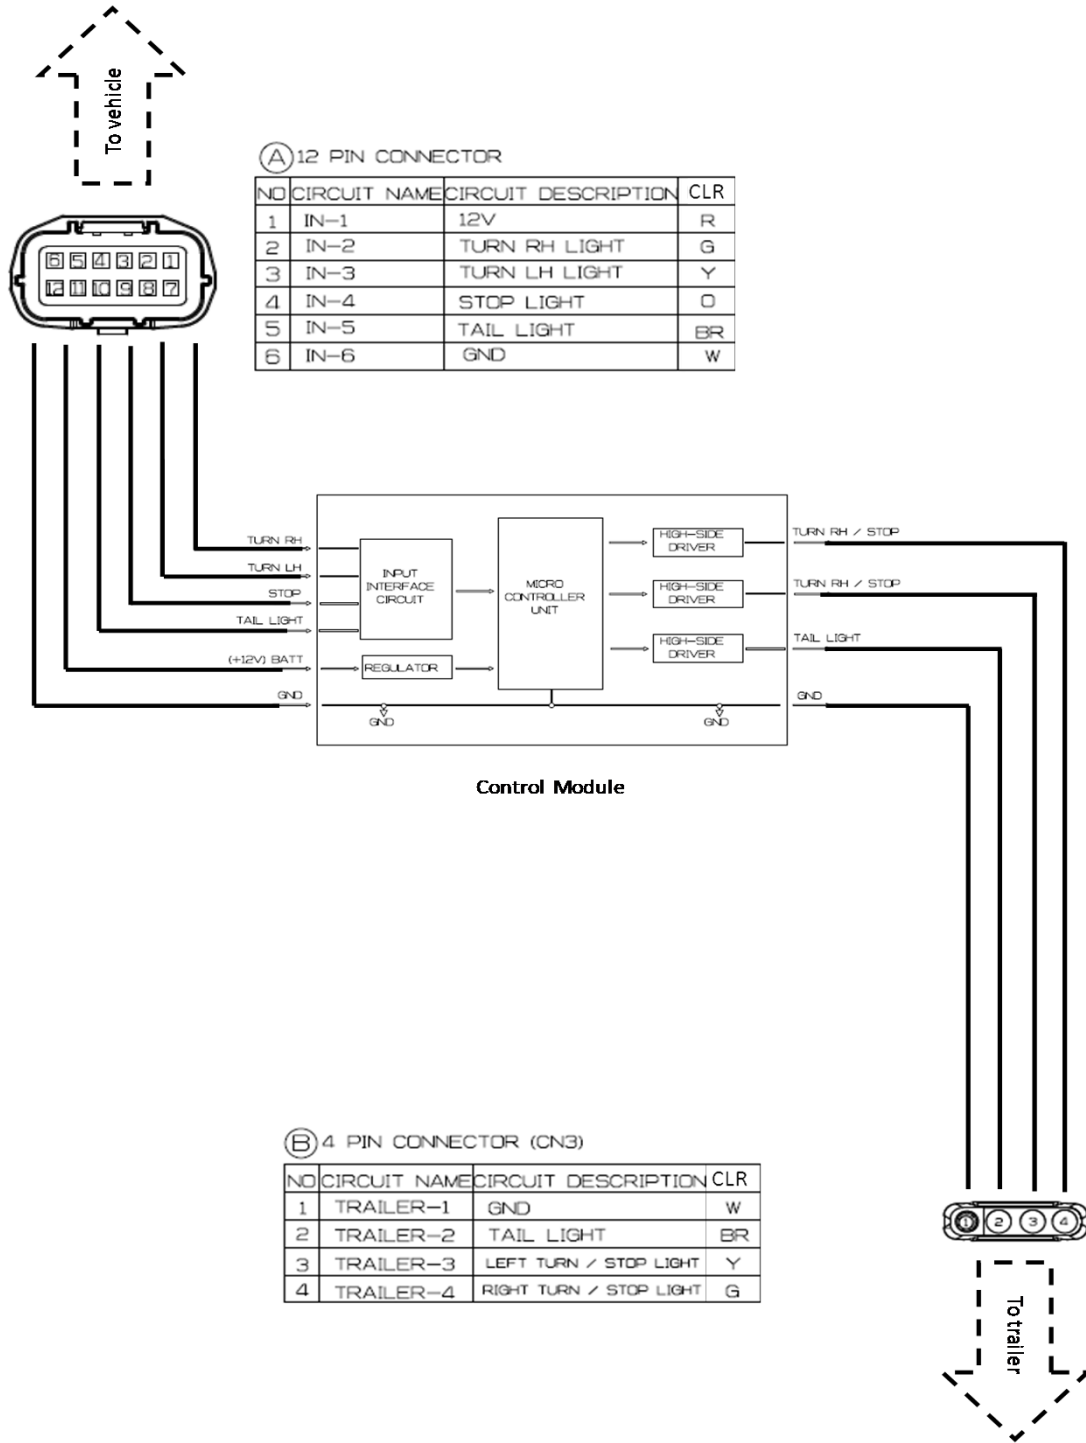 To vehicle
A 12 PIN CONNECTOR
NO CIRCUIT NAME CIRCUIT DESCRIPTION CLR
1 IN-1 12V R
2 IN-2 TURN RH LIGHT G
3 IN-3 TURN LH LIGHT Y
4 IN-4 STOP LIGHT O
5 IN-5 TAIL LIGHT BR
6 IN-6 GND W
6 5 4 3 2 1
12 11 10 9 8 7
TURN RH
TURN LH
STOP
TAIL LIGHT
(+12V) BATT
GND
INPUT
INTERFACE
CIRCUIT
REGULATOR
GND
MICRO
CONTROLLER
UNIT
HIGH-SIDE
DRIVER
HIGH-SIDE
DRIVER
HIGH-SIDE
DRIVER
GND
TURN RH / STOP
TURN RH / STOP
TAIL LIGHT
GND
Control Module
B 4 PIN CONNECTOR (CN3)
NO CIRCUIT NAME CIRCUIT DESCRIPTION CLR
1 TRAILER-1 GND W
2 TRAILER-2 TAIL LIGHT BR
3 TRAILER-3 LEFT TURN / STOP LIGHT Y
4 TRAILER-4 RIGHT TURN / STOP LIGHT G
1 2 3 4
To trailer